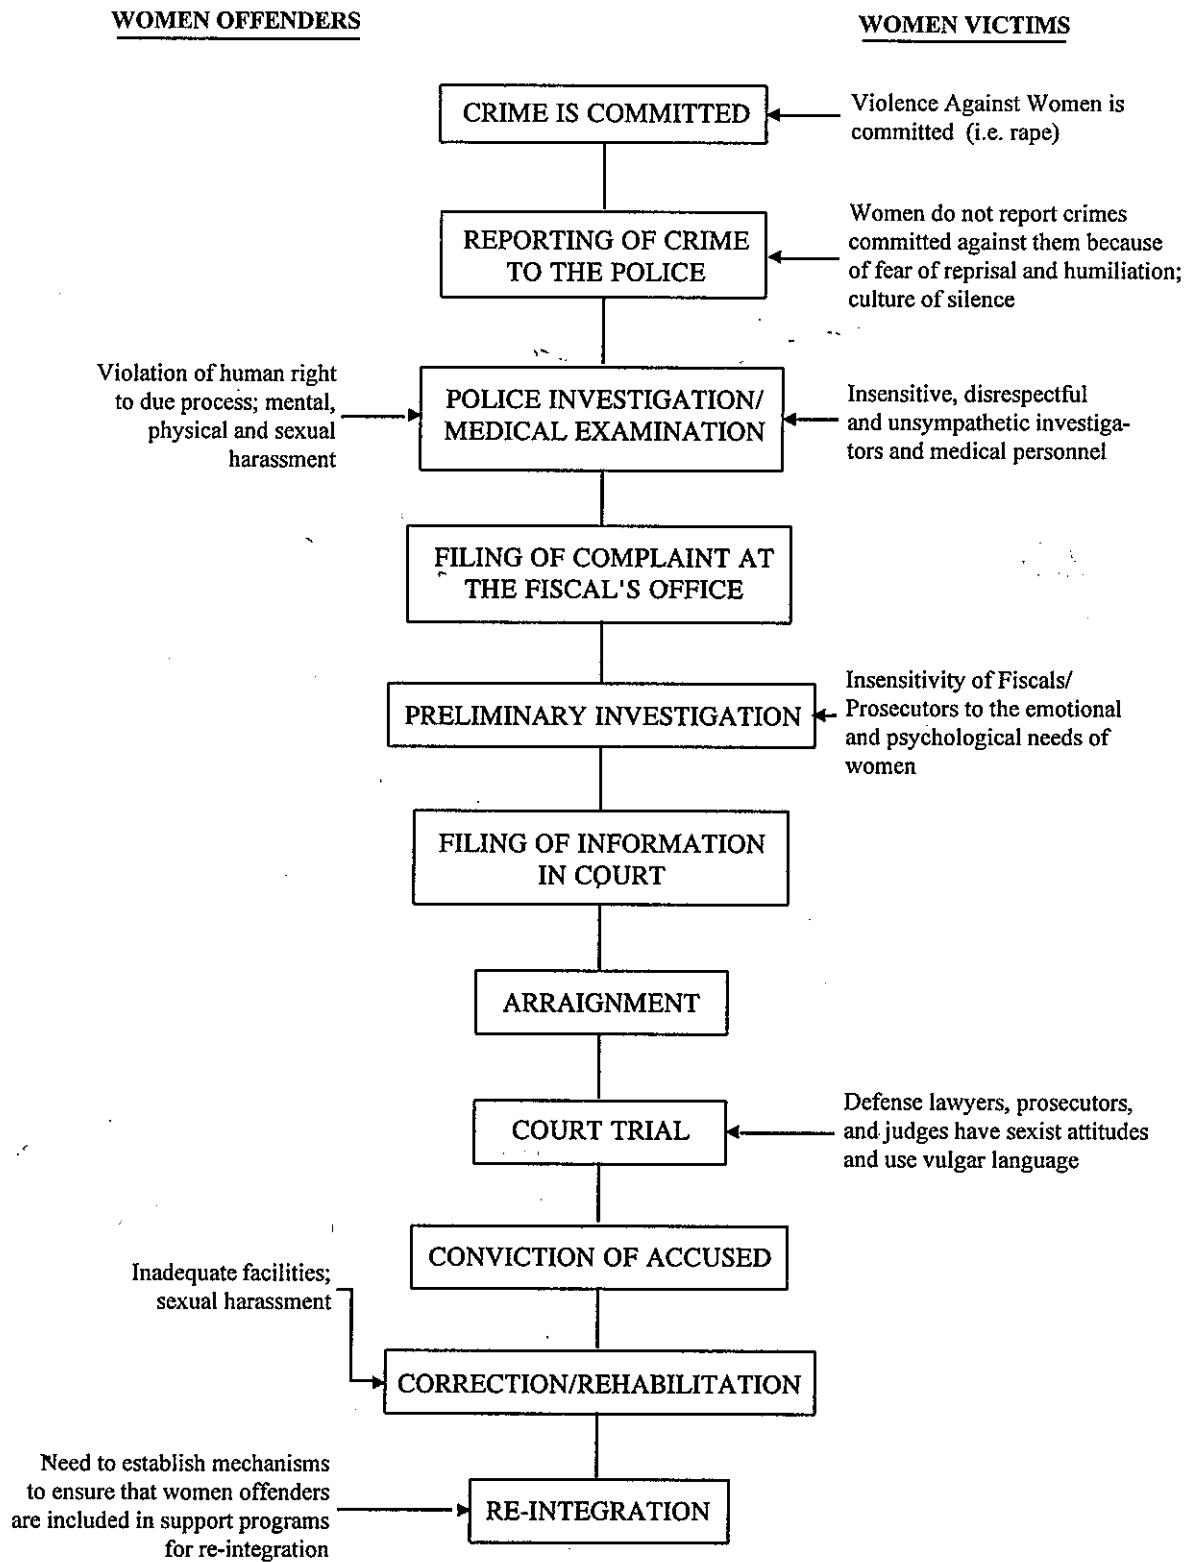 WOMEN OFFENDERS
WOMEN VICTIMS
CRIME IS COMMITTED
Violence Against Women is
committed (i.e. rape)
REPORTING OF CRIME
TO THE POLICE
Women do not report crimes
committed against them because
of fear of reprisal and humiliation;
culture of silence
Violation of human right
to due process; mental,
physical and sexual
harassment
POLICE INVESTIGATION/
MEDICAL EXAMINATION
Insensitive, disrespectful
and unsympathetic investiga-
tors and medical personnel
FILING OF COMPLAINT AT
THE FISCAL'S OFFICE
PRELIMINARY INVESTIGATION
Insensitivity of Fiscals/
Prosecutors to the emotional
and psychological needs of
women
FILING OF INFORMATION
IN COURT
ARRAIGNMENT
COURT TRIAL
Defense lawyers, prosecutors,
and judges have sexist attitudes
and use vulgar language
CONVICTION OF ACCUSED
Inadequate facilities;
sexual harassment
CORRECTION/REHABILITATION
Need to establish mechanisms
to ensure that women offenders
are included in support programs
for re-integration
RE-INTEGRATION